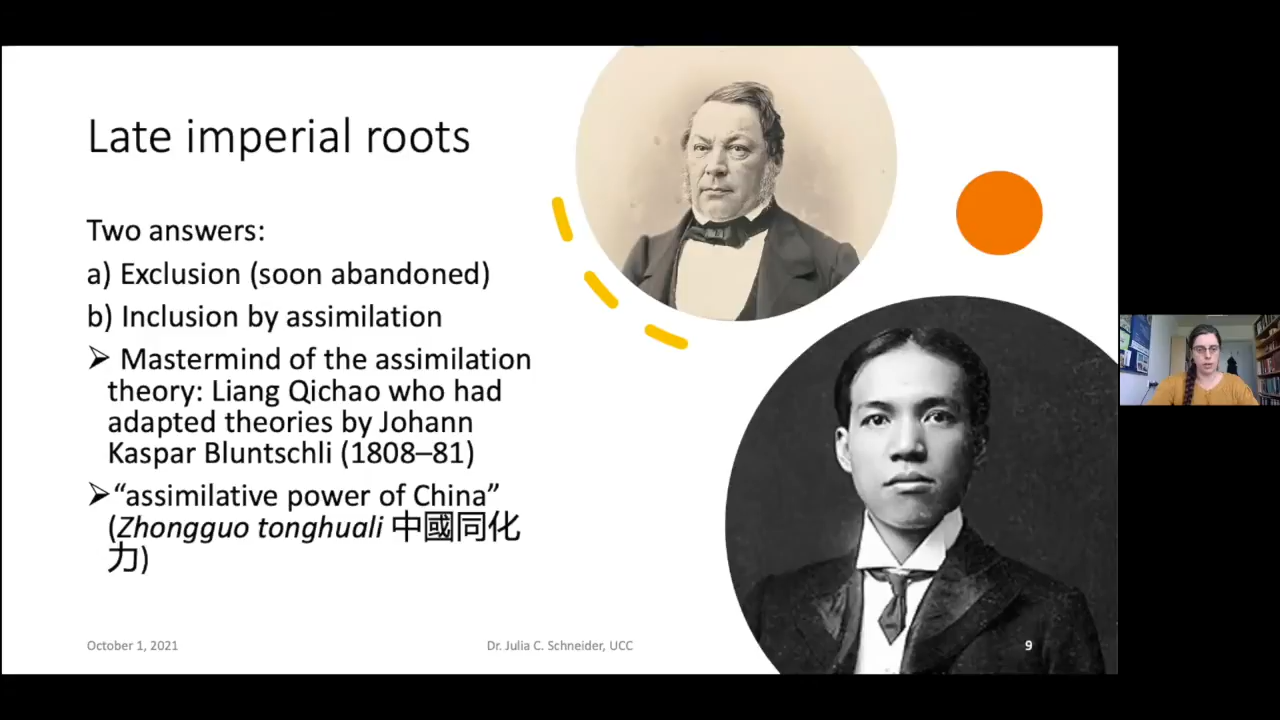 Late imperial roots
Two answers:
a) Exclusion (soon abandoned)
b) Inclusion by assimilation
➢ Mastermind of the assimilation
theory: Liang Qichao who had
adapted theories by Johann
Kaspar Bluntschli (1808–81)
➢“assimilative power of China”
(Zhongguo tonghuali 中國同化
力)
October 1, 2021
Dr. Julia C. Schneider, UCC
9